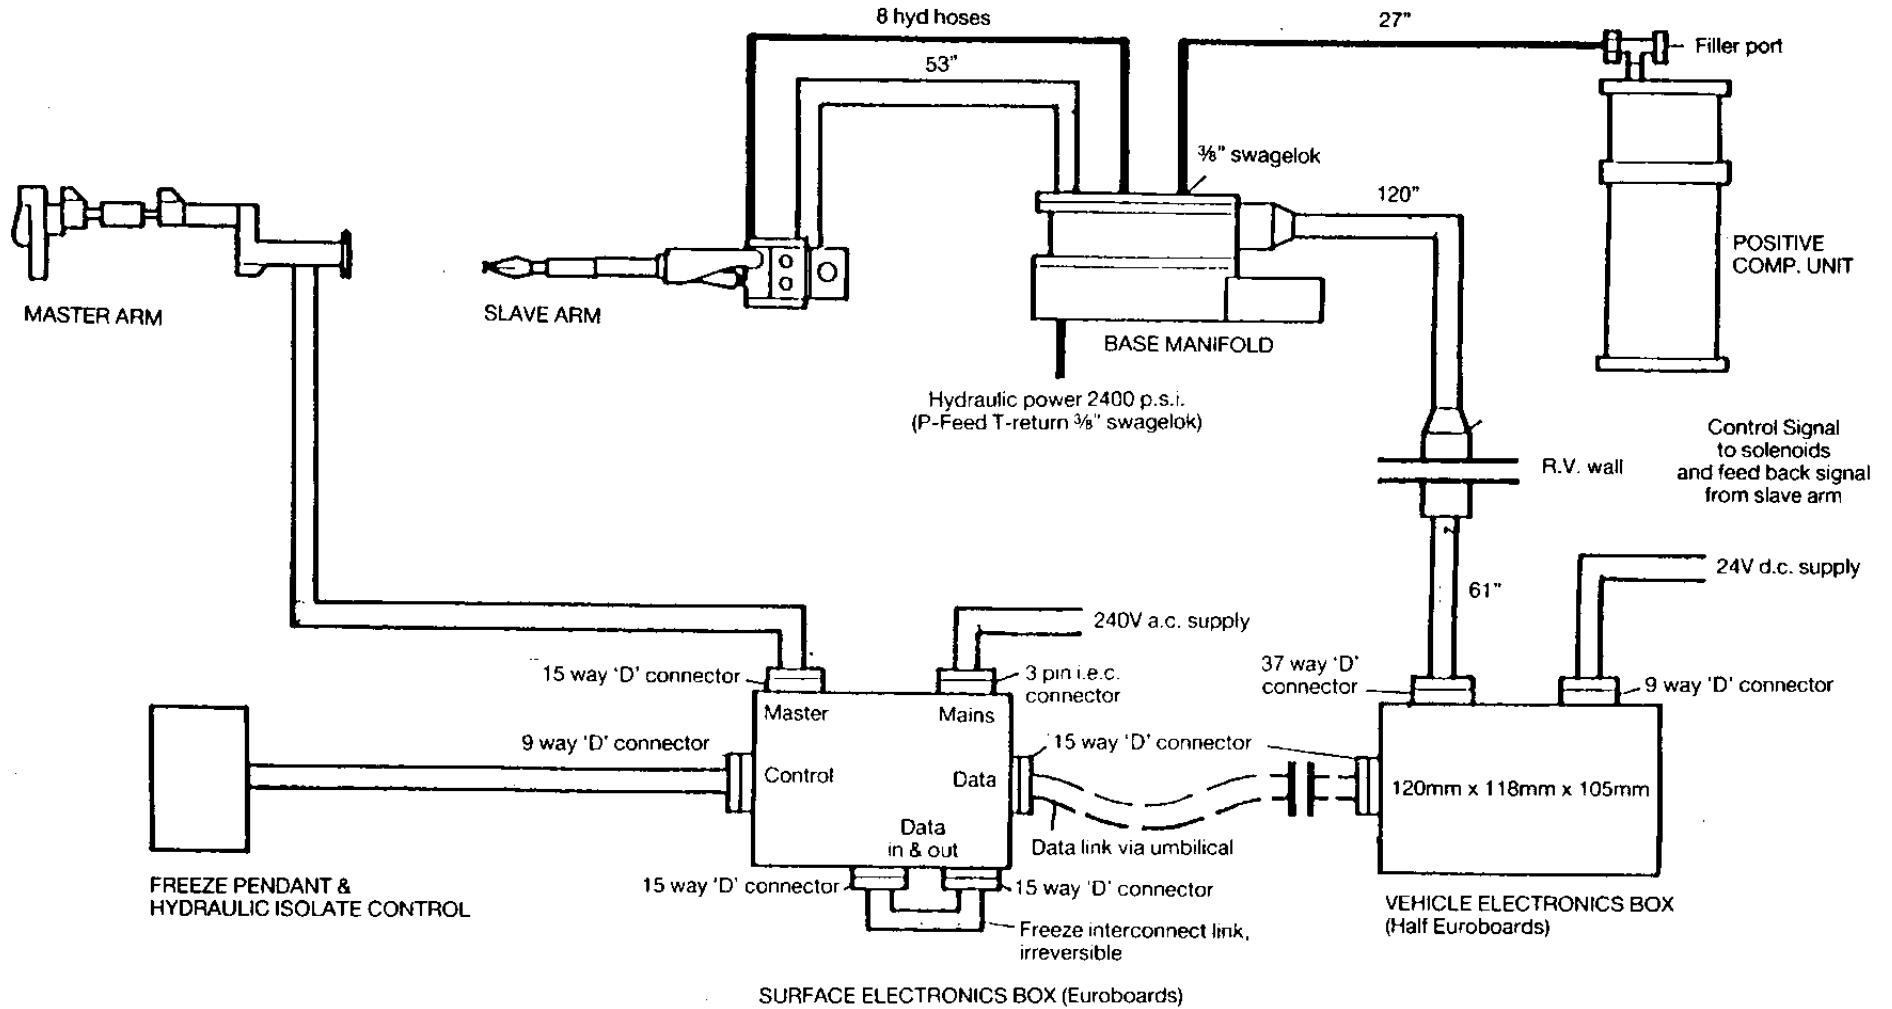 8 hyd hoses
27"
Filler port
53"
⅜" swagelok
120"
POSITIVE
COMP. UNIT
MASTER ARM
SLAVE ARM
BASE MANIFOLD
Hydraulic power 2400 p.s.i.
(P-Feed T-return ⅜" swagelok)
Control Signal
to solenoids
and feed back signal
from slave arm
R.V. wall
24V d.c. supply
61"
240V a.c. supply
15 way 'D' connector
3 pin i.e.c.
connector
37 way 'D'
connector
9 way 'D' connector
Master
Mains
9 way 'D' connector
15 way 'D' connector
Control
Data
120mm x 118mm x 105mm
Data
in & out
Data link via umbilical
FREEZE PENDANT &
HYDRAULIC ISOLATE CONTROL
15 way 'D' connector
15 way 'D' connector
VEHICLE ELECTRONICS BOX
(Half Euroboards)
Freeze interconnect link,
irreversible
SURFACE ELECTRONICS BOX (Euroboards)